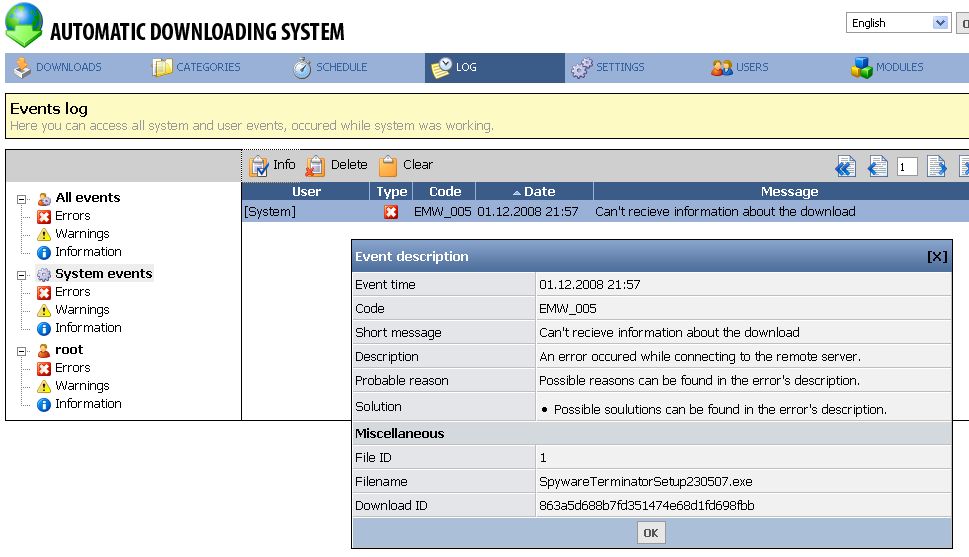 AUTOMATIC DOWNLOADING SYSTEM
English
DOWNLOADS CATEGORIES SCHEDULE LOG SETTINGS USERS MODULES
Events log
Here you can access all system and user events, occured while system was working.
Info Delete Clear 1
User Type Code Date Message
[System] EMW_005 01.12.2008 21:57 Can't recieve information about the download
All events
Errors
Warnings
Information
System events
Errors
Warnings
Information
root
Errors
Warnings
Information
Event description [X]
Event time 01.12.2008 21:57
Code EMW_005
Short message Can't recieve information about the download
Description An error occured while connecting to the remote server.
Probable reason Possible reasons can be found in the error's description.
Solution • Possible soulutions can be found in the error's description.
Miscellaneous
File ID 1
Filename SpywareTerminatorSetup230507.exe
Download ID 863a5d688b7fd351474e68d1fd698fbb
OK